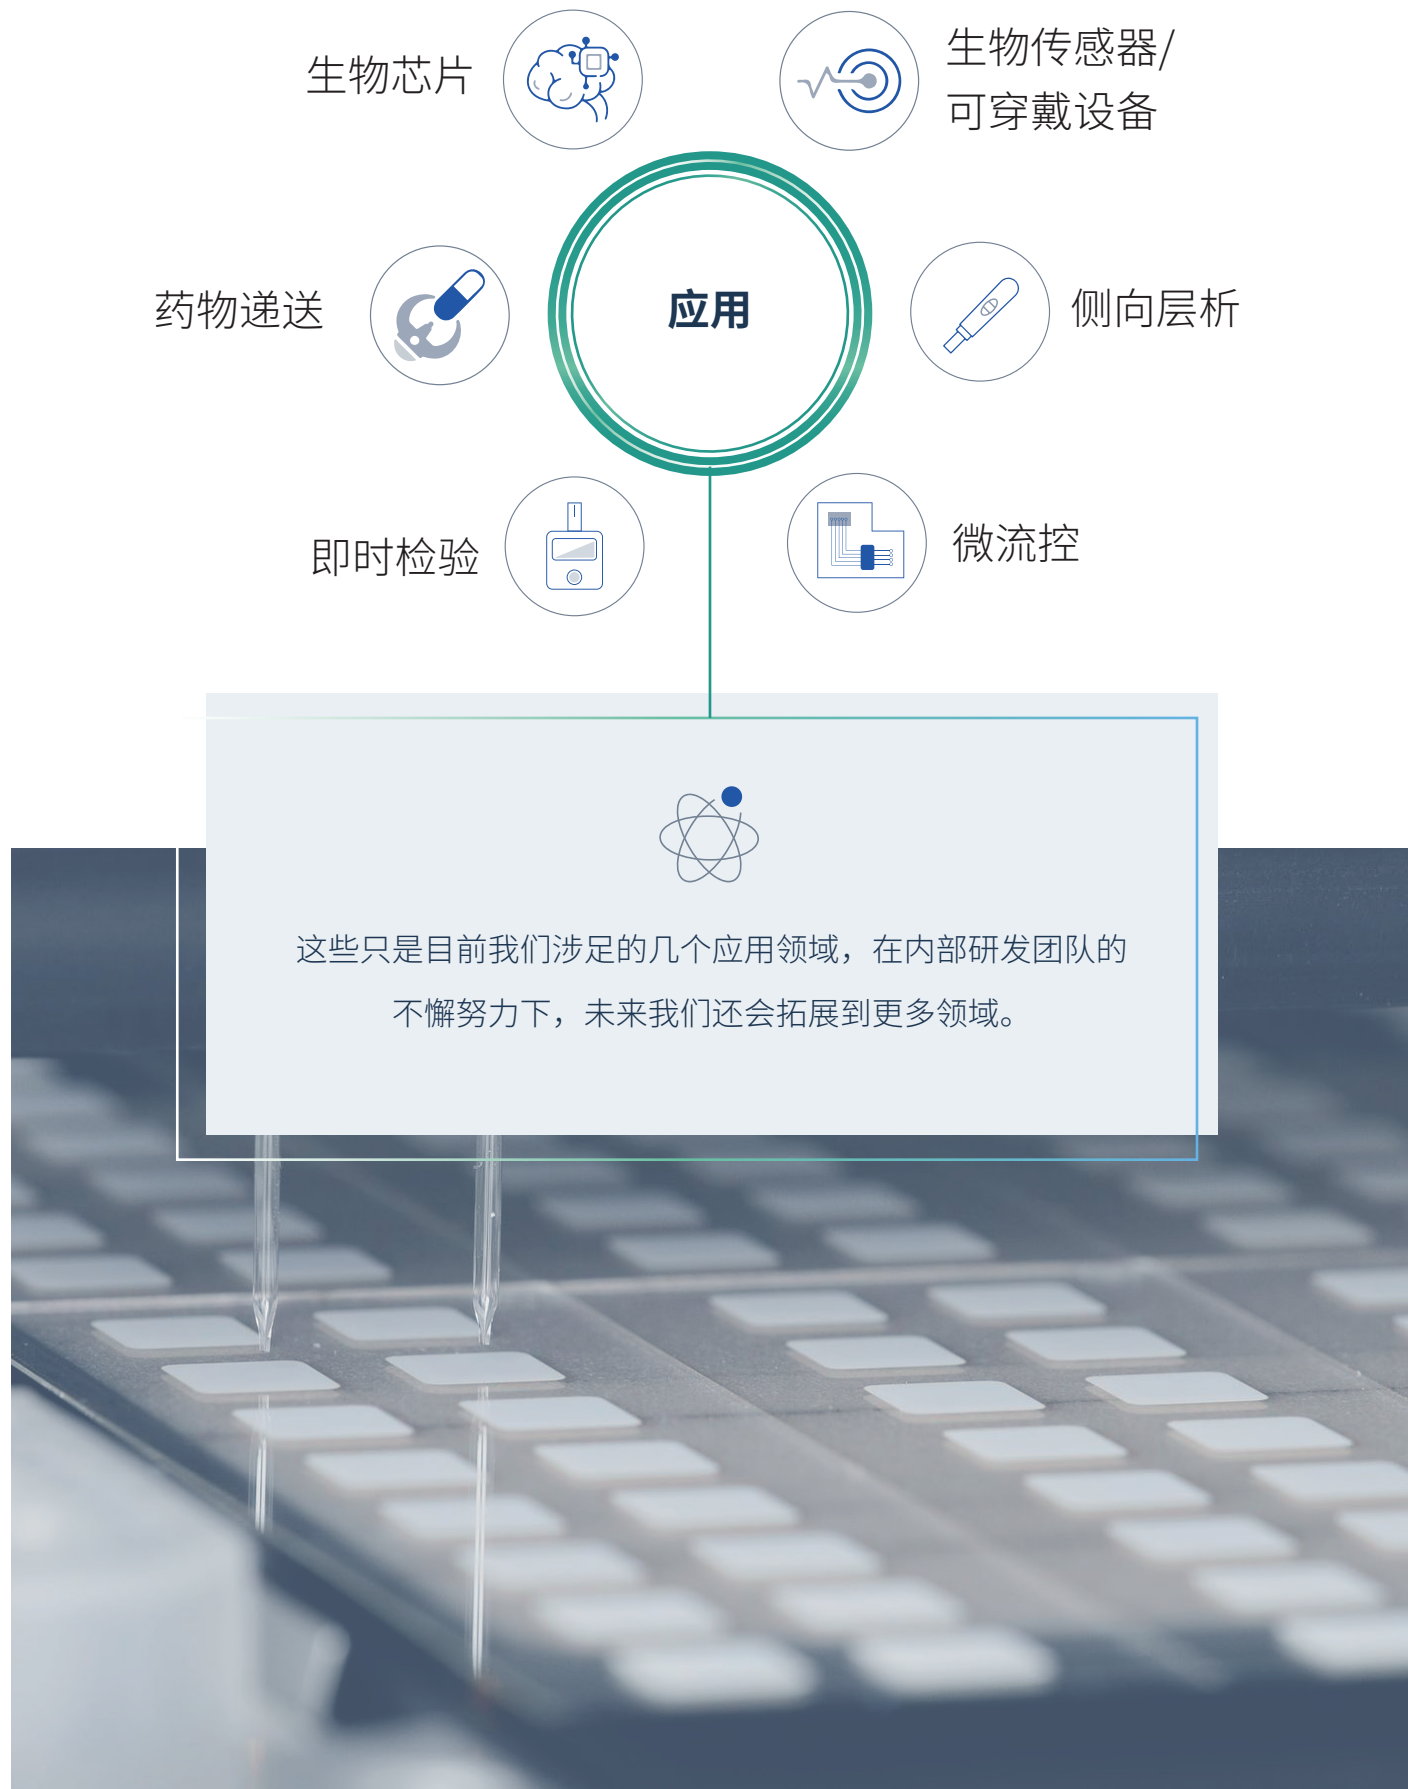 生物芯片
生物传感器/
可穿戴设备
药物递送
应用
侧向层析
即时检验
微流控
这些只是目前我们涉足的几个应用领域，在内部研发团队的
不懈努力下，未来我们还会拓展到更多领域。